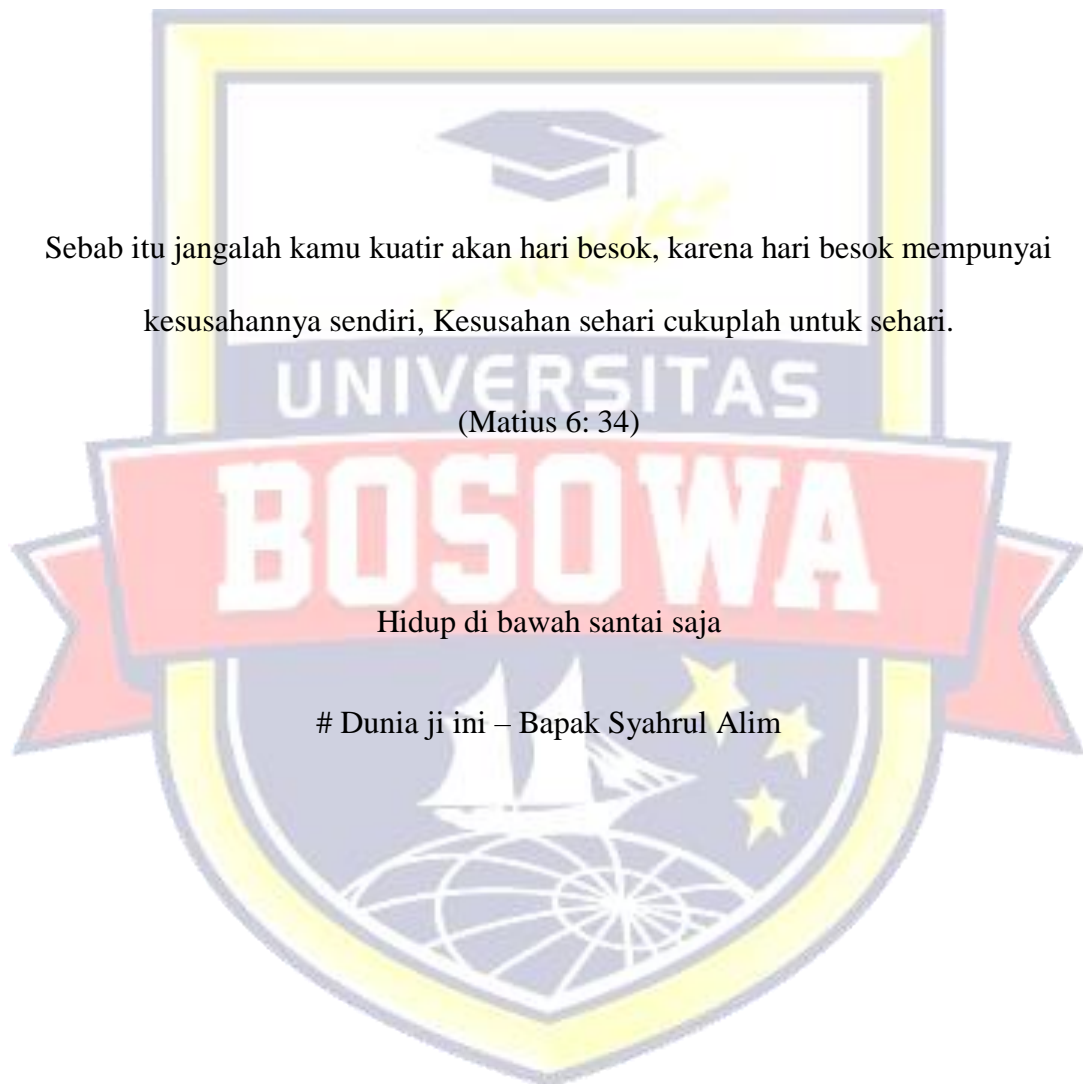 Sebab itu jangalah kamu kuatir akan hari besok, karena hari besok mempunyai
kesusahannya sendiri, Kesusahan sehari cukuplah untuk sehari.
UNIVERSITAS
(Matius 6: 34)
BOSOWA
Hidup di bawah santai saja
# Dunia ji ini – Bapak Syahrul Alim